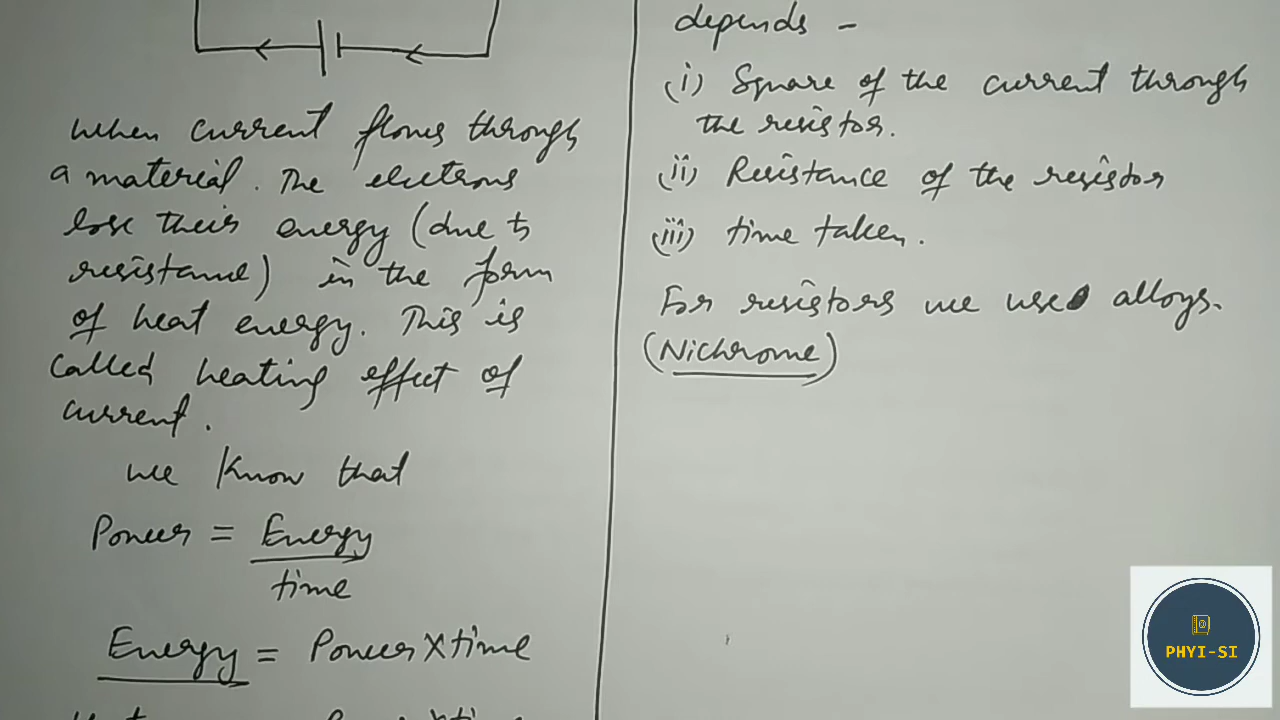 when current flows through
a material. The electrons
lose their energy (due to
resistance) in the form
of heat energy. This is
called heating effect of
current.
we know that
Power = Energy
time
Energy = Power X time
depends -
(i) Square of the current through
the resistor.
(ii) Resistance of the resistor
(iii) time taken.
For resistors we use alloys.
(Nichrome)
PHYI-SI